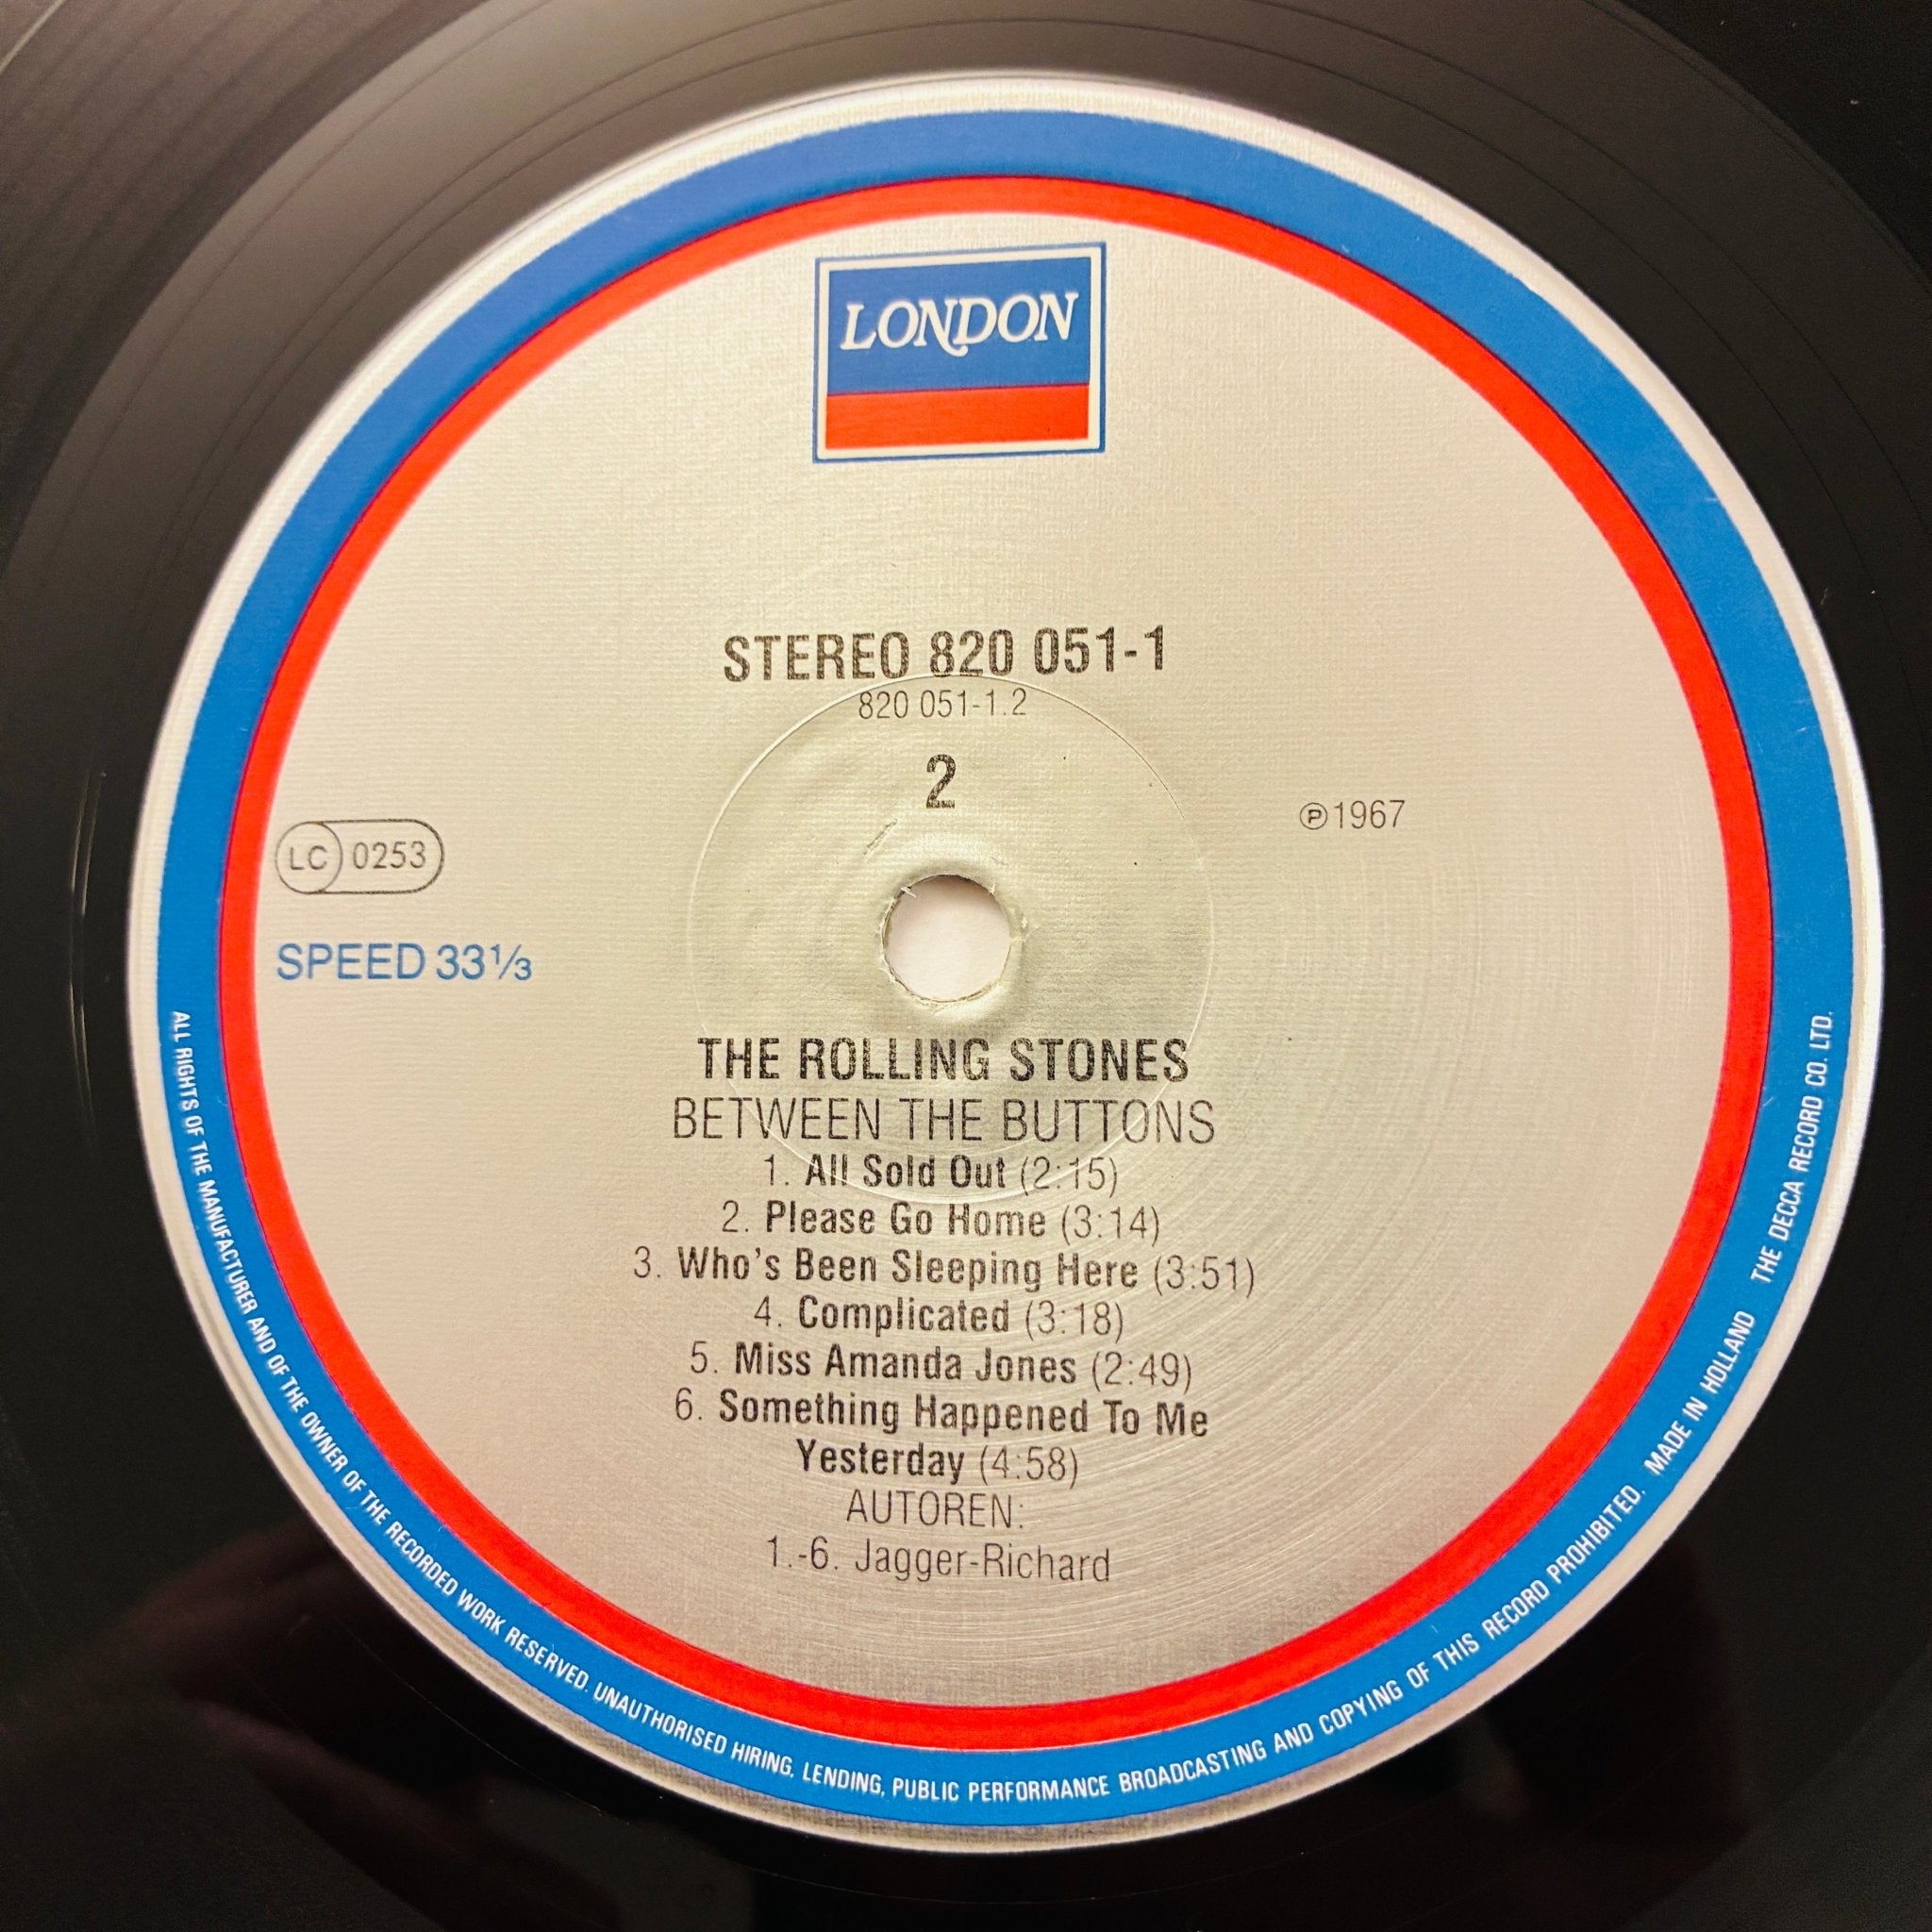 LONDON
STEREO 820 051-1
820 051-1.2
2
℗1967
LC 0253
SPEED 33⅓
THE ROLLING STONES
BETWEEN THE BUTTONS
1. All Sold Out (2:15)
2. Please Go Home (3:14)
3. Who's Been Sleeping Here (3:51)
4. Complicated (3:18)
5. Miss Amanda Jones (2:49)
6. Something Happened To Me
Yesterday (4:58)
AUTOREN:
1.-6. Jagger-Richard
ALL RIGHTS OF THE MANUFACTURER AND OF THE OWNER OF THE RECORDED WORK RESERVED. UNAUTHORISED HIRING, LENDING, PUBLIC PERFORMANCE BROADCASTING AND COPYING OF THIS RECORD PROHIBITED. MADE IN HOLLAND THE DECCA RECORD CO. LTD.